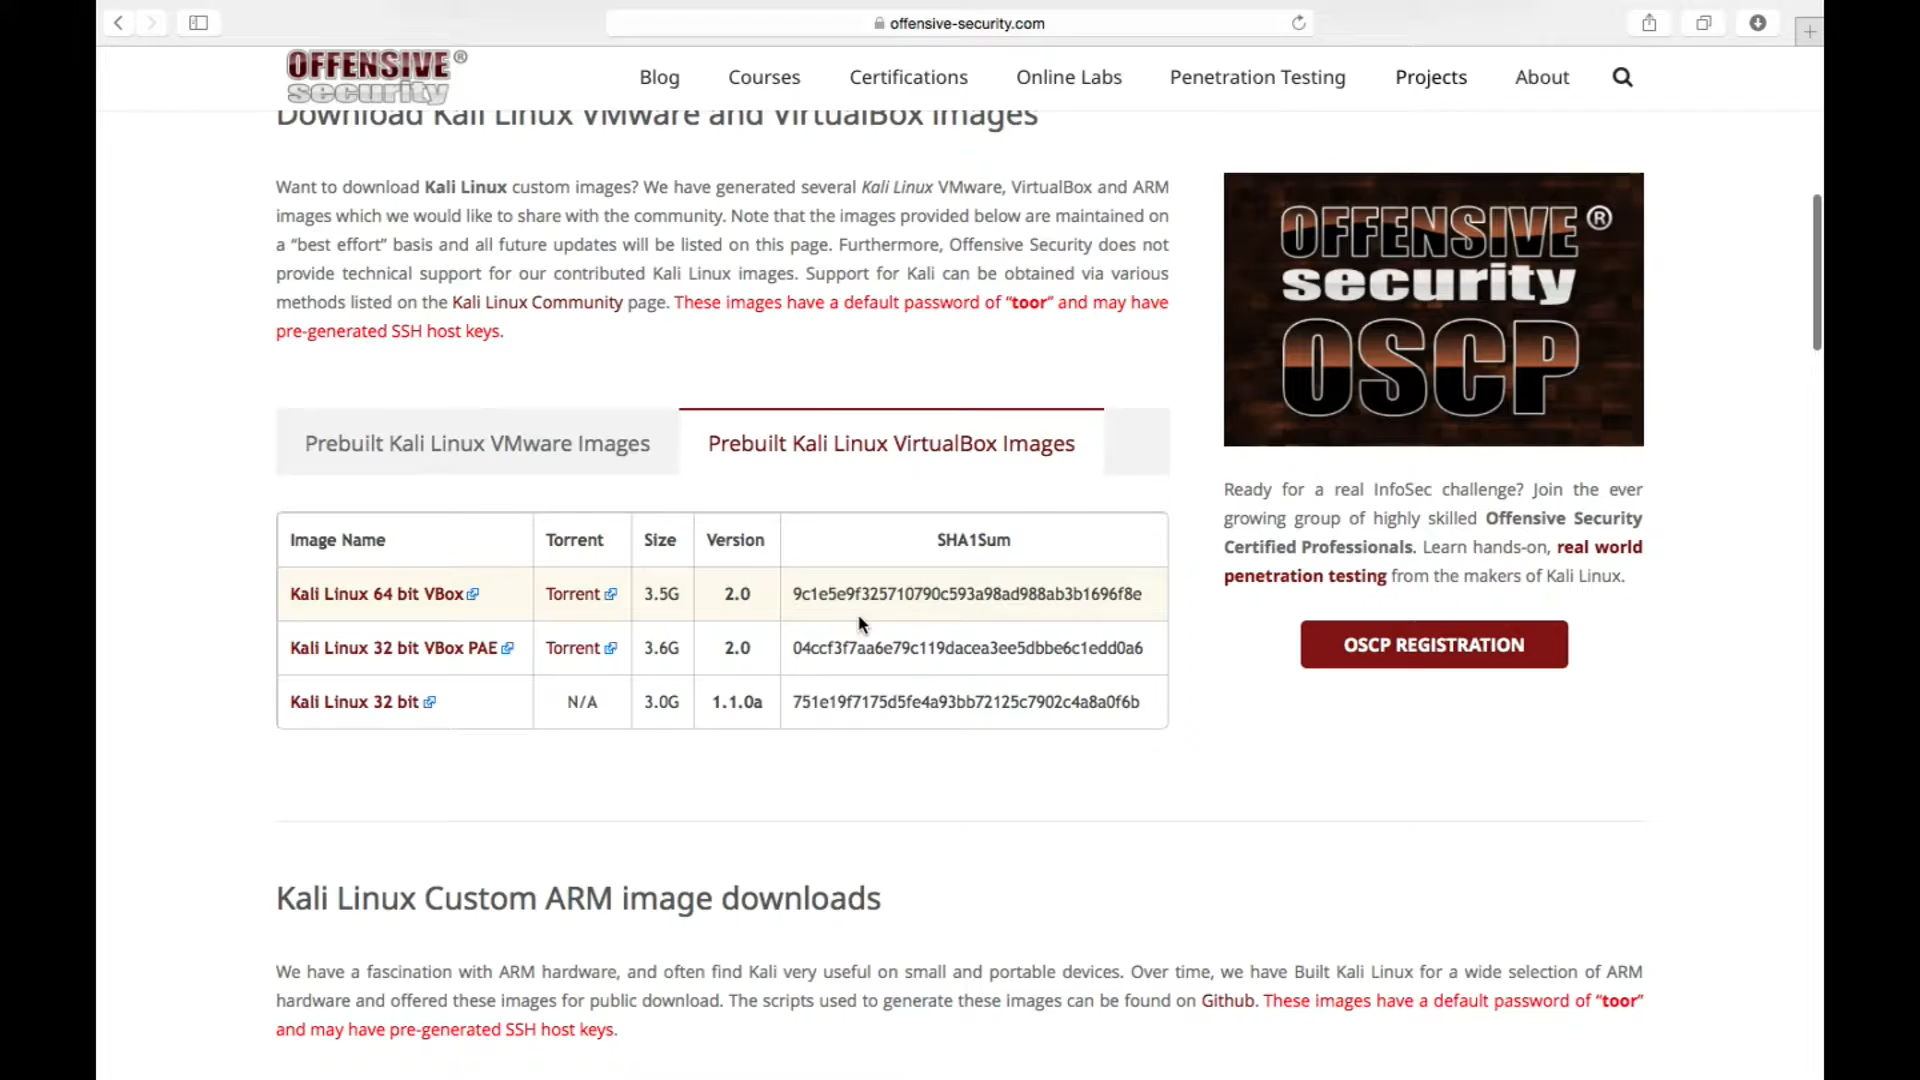 offensive-security.com
OFFENSIVE®
security
Blog Courses Certifications Online Labs Penetration Testing Projects About
Download Kali Linux VMware and VirtualBox Images
Want to download Kali Linux custom images? We have generated several Kali Linux VMware, VirtualBox and ARM
images which we would like to share with the community. Note that the images provided below are maintained on
a “best effort” basis and all future updates will be listed on this page. Furthermore, Offensive Security does not
provide technical support for our contributed Kali Linux images. Support for Kali can be obtained via various
methods listed on the Kali Linux Community page. These images have a default password of “toor” and may have
pre-generated SSH host keys.
OFFENSIVE®
security
OSCP
Prebuilt Kali Linux VMware Images Prebuilt Kali Linux VirtualBox Images
Ready for a real InfoSec challenge? Join the ever
growing group of highly skilled Offensive Security
Certified Professionals. Learn hands-on, real world
penetration testing from the makers of Kali Linux.
OSCP REGISTRATION
Image Name Torrent Size Version SHA1Sum
Kali Linux 64 bit VBox Torrent 3.5G 2.0 9c1e5e9f325710790c593a98ad988ab3b1696f8e
Kali Linux 32 bit VBox PAE Torrent 3.6G 2.0 04ccf3f7aa6e79c119dacea3ee5dbbe6c1edd0a6
Kali Linux 32 bit N/A 3.0G 1.1.0a 751e19f7175d5fe4a93bb72125c7902c4a8a0f6b
Kali Linux Custom ARM image downloads
We have a fascination with ARM hardware, and often find Kali very useful on small and portable devices. Over time, we have Built Kali Linux for a wide selection of ARM
hardware and offered these images for public download. The scripts used to generate these images can be found on Github. These images have a default password of “toor”
and may have pre-generated SSH host keys.